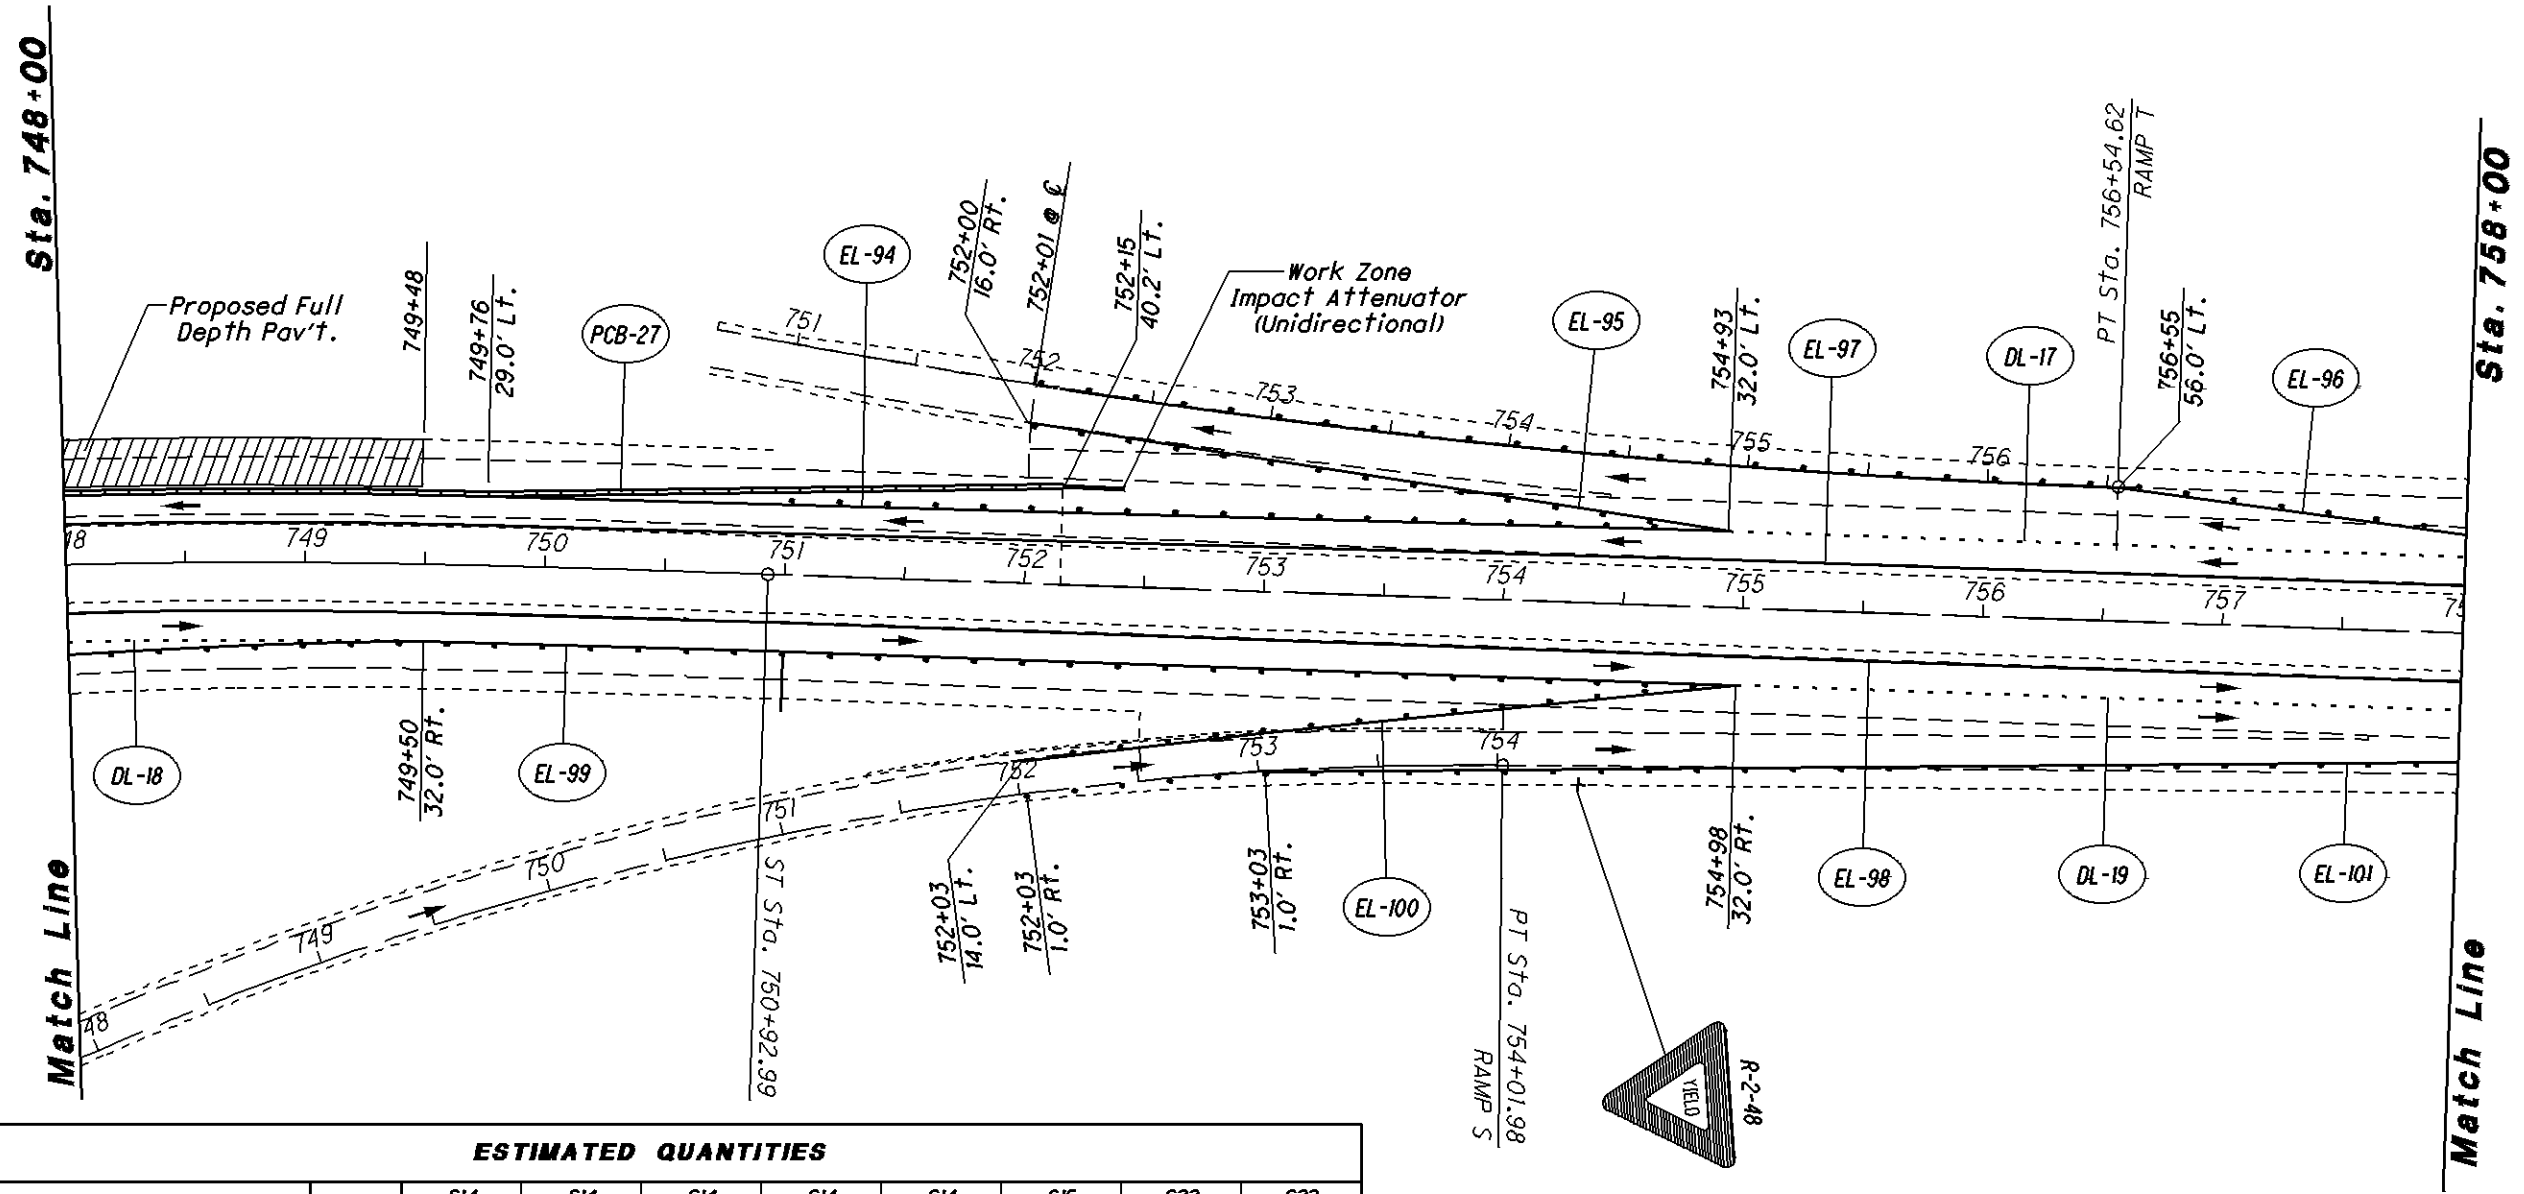 Sta. 748+00
Proposed Full
Depth Pav't.
749+48
749+76
29.0' Lt.
PCB-27
EL-94
752+00
16.0' Rt.
752+01 @ ℄
752+15
40.2' Lt.
Work Zone
Impact Attenuator
(Unidirectional)
EL-95
754+93
32.0' Lt.
EL-97
DL-17
PT Sta. 756+54.62
RAMP T
756+55
56.0' Lt.
EL-96
Sta. 758+00
751
752
753
754
755
756
749
750
751
752
753
754
755
756
757
DL-18
749+50
32.0' Rt.
EL-99
ST Sta. 750+92.99
48
749
750
751
752
753
754
752+03
14.0' Lt.
752+03
1.0' Rt.
753+03
1.0' Rt.
EL-100
PT Sta. 754+01.98
RAMP S
YIELD
R-2-48
754+98
32.0' Rt.
EL-98
DL-19
EL-101
Match Line
Match Line
ESTIMATED QUANTITIES